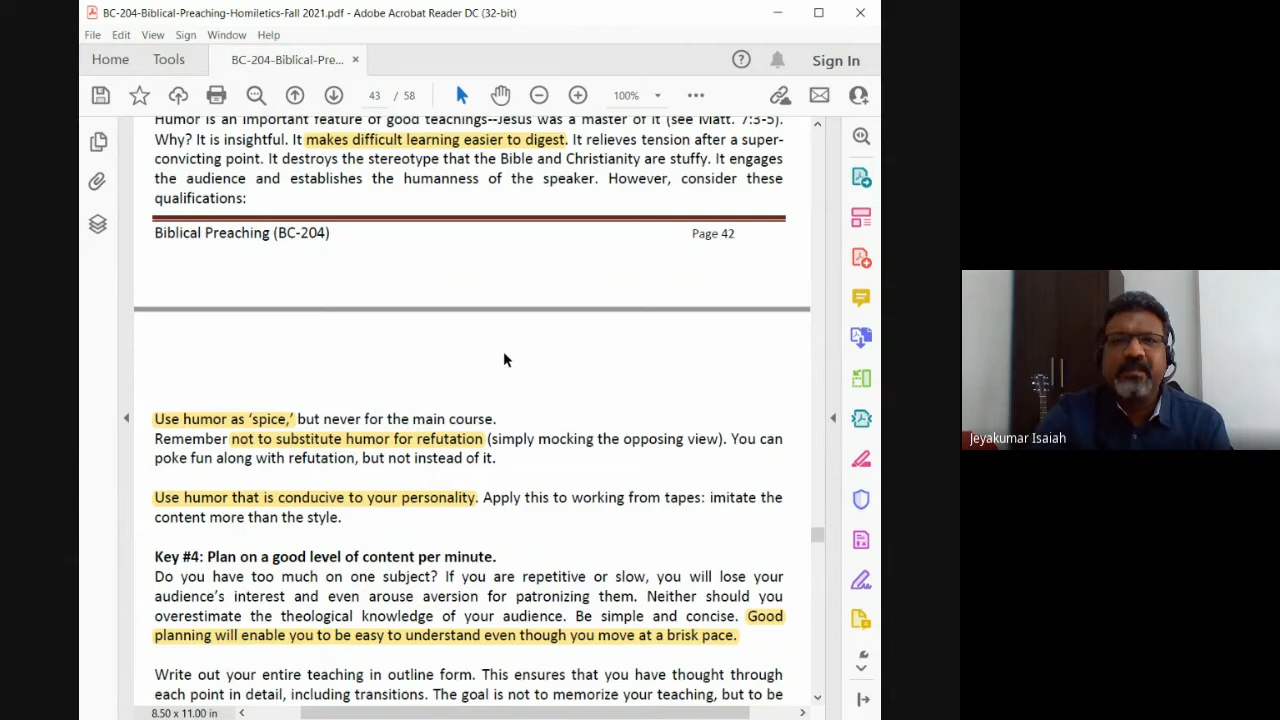 BC-204-Biblical-Preaching-Homiletics-Fall 2021.pdf - Adobe Acrobat Reader DC (32-bit)
File Edit View Sign Window Help
Home Tools BC-204-Biblical-Pre... × Sign In
43 / 58 100%
Humor is an important feature of good teachings--Jesus was a master of it (see Matt. 7:3-5).
Why? It is insightful. It makes difficult learning easier to digest. It relieves tension after a super-
convicting point. It destroys the stereotype that the Bible and Christianity are stuffy. It engages
the audience and establishes the humanness of the speaker. However, consider these
qualifications:
Biblical Preaching (BC-204) Page 42
Use humor as ‘spice,’ but never for the main course.
Remember not to substitute humor for refutation (simply mocking the opposing view). You can
poke fun along with refutation, but not instead of it.
Use humor that is conducive to your personality. Apply this to working from tapes: imitate the
content more than the style.
Key #4: Plan on a good level of content per minute.
Do you have too much on one subject? If you are repetitive or slow, you will lose your
audience’s interest and even arouse aversion for patronizing them. Neither should you
overestimate the theological knowledge of your audience. Be simple and concise. Good
planning will enable you to be easy to understand even though you move at a brisk pace.
Write out your entire teaching in outline form. This ensures that you have thought through
each point in detail, including transitions. The goal is not to memorize your teaching, but to be
8.50 x 11.00 in
Jeyakumar Isaiah